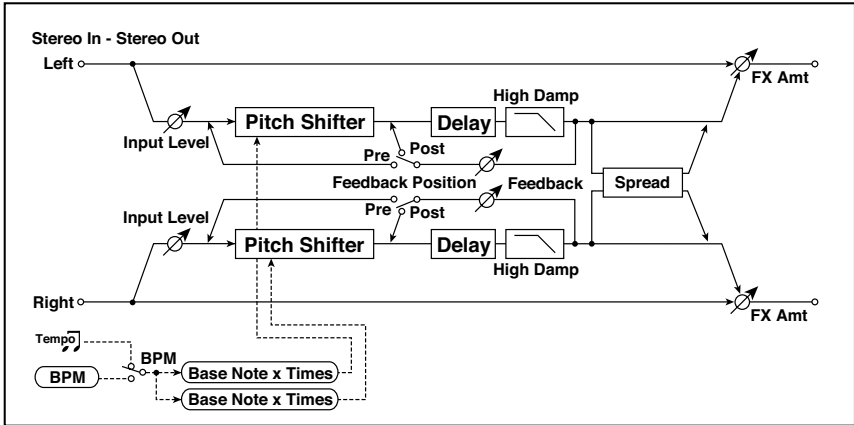 Stereo In - Stereo Out
Left
FX Amt
High Damp
Pitch Shifter
Delay
Input Level
Pre
Post
Feedback Position
Feedback
Spread
Input Level
Pre
Post
Pitch Shifter
Delay
High Damp
Right
FX Amt
Tempo
BPM
BPM
Base Note x Times
Base Note x Times